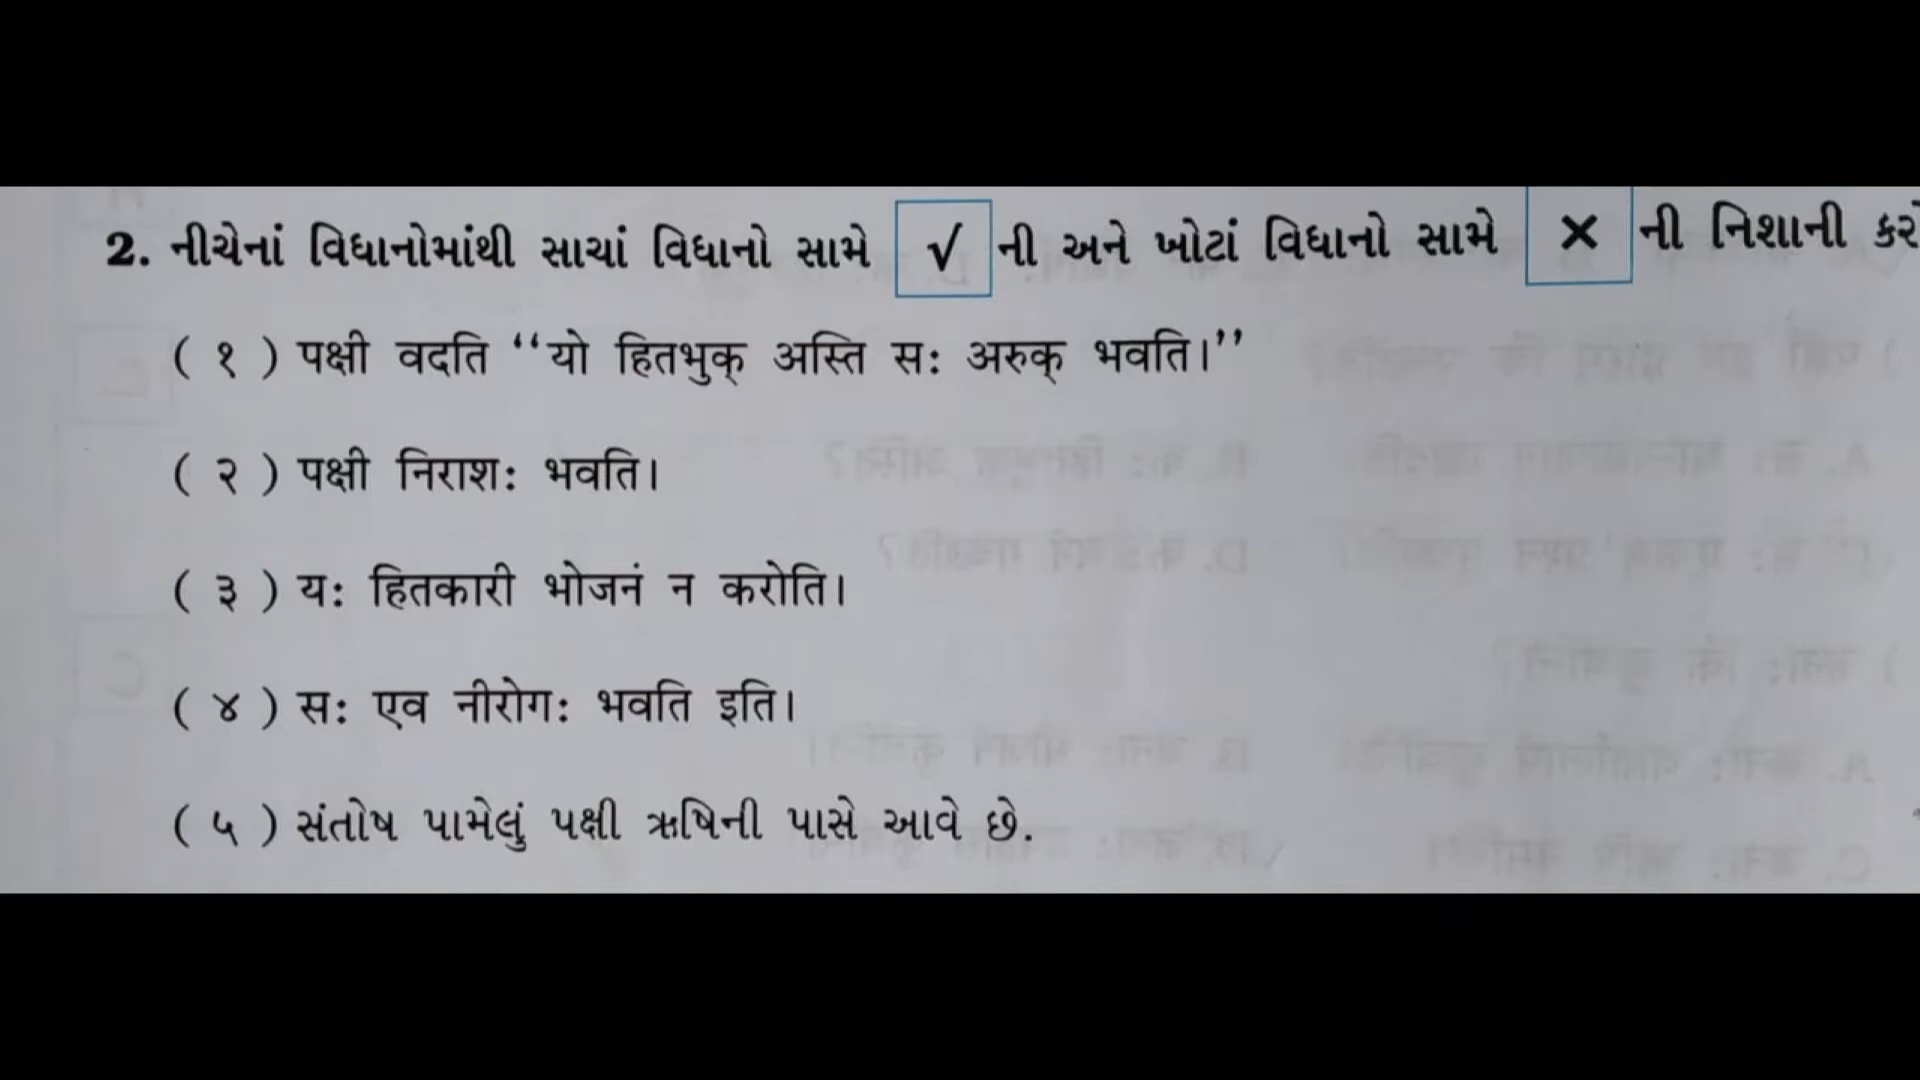 2. નીચેનાં વિધાનોમાંથી સાચાં વિધાનો સામે √ ની અને ખોટાં વિધાનો સામે × ની નિશાની કરો
( १ ) पक्षी वदति “यो हितभुक् अस्ति सः अरुक् भवति।”
( २ ) पक्षी निराशः भवति।
( ३ ) यः हितकारी भोजनं न करोति।
( ४ ) सः एव नीरोगः भवति इति।
( ५ ) સંતોષ પામેલું પક્ષી ઋષિની પાસે આવે છે.